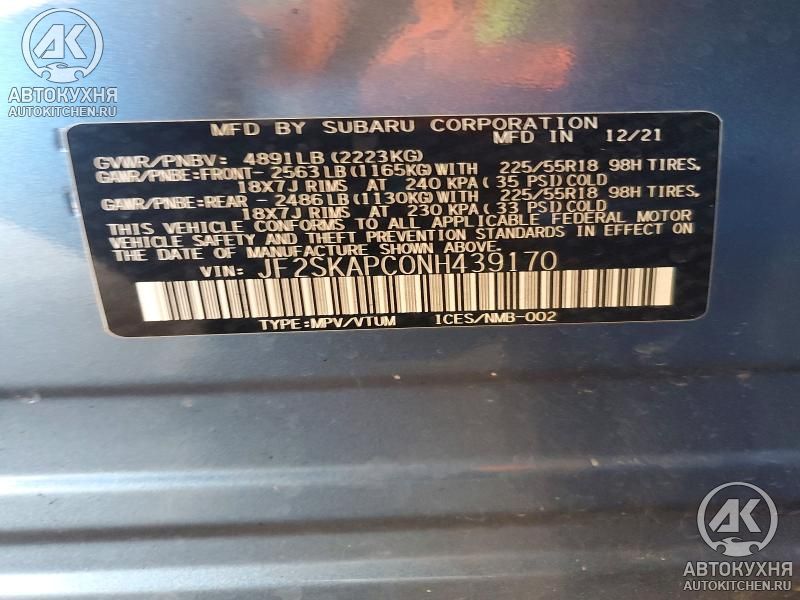 АК
АВТОКУХНЯ
AUTOKITCHEN.RU
MFD BY SUBARU CORPORATION
MFD IN 12/21
GVWR/PNBV: 4891LB(2223KG)
GAWR/PNBE:FRONT- 2563LB(1165KG)WITH 225/55R18 98H TIRES,
18X7J RIMS AT 240 KPA( 35 PSI)COLD
GAWR/PNBE:REAR - 2486LB(1130KG)WITH 225/55R18 98H TIRES,
18X7J RIMS AT 230 KPA( 33 PSI)COLD
THIS VEHICLE CONFORMS TO ALL APPLICABLE FEDERAL MOTOR
VEHICLE SAFETY AND THEFT PREVENTION STANDARDS IN EFFECT ON
THE DATE OF MANUFACTURE SHOWN ABOVE.
VIN: JF2SKAPC0NH439170
TYPE:MPV/VTUM ICES/NMB-002
АК
АВТОКУХНЯ
AUTOKITCHEN.RU